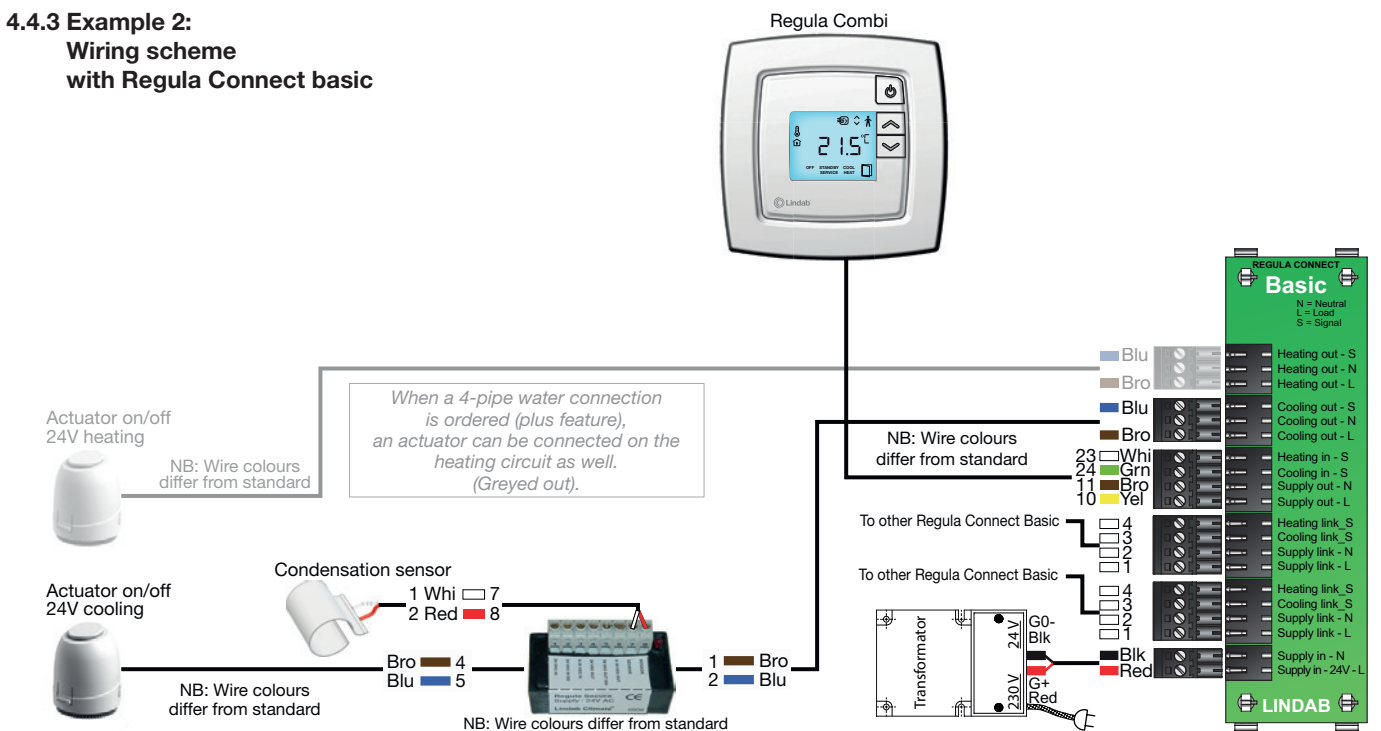 4.4.3 Example 2:
Wiring scheme
with Regula Connect basic
Regula Combi
21.5°C
OFF STANDBY COOL
SERVICE HEAT
Lindab
REGULA CONNECT
Basic
N = Neutral
L = Load
S = Signal
Blu
Bro
Heating out - S
Heating out - N
Heating out - L
Blu
Bro
Cooling out - S
Cooling out - N
Cooling out - L
23 Whi
24 Grn
11 Bro
10 Yel
Heating in - S
Cooling in - S
Supply out - N
Supply out - L
To other Regula Connect Basic
4
3
2
1
Heating link_S
Cooling link_S
Supply link - N
Supply link - L
To other Regula Connect Basic
4
3
2
1
Heating link_S
Cooling link_S
Supply link - N
Supply link - L
Blk
Red
Supply in - N
Supply in - 24V - L
LINDAB
Actuator on/off
24V heating
NB: Wire colours
differ from standard
When a 4-pipe water connection
is ordered (plus feature),
an actuator can be connected on the
heating circuit as well.
(Greyed out).
NB: Wire colours
differ from standard
Condensation sensor
1 Whi 7
2 Red 8
Actuator on/off
24V cooling
NB: Wire colours
differ from standard
Bro 4
Blu 5
Regula Secura
Supply : 24V AC
Lindab Climate
CE
1 Bro
2 Blu
NB: Wire colours differ from standard
Transformator
230 V
24 V
G0-
Blk
G+
Red